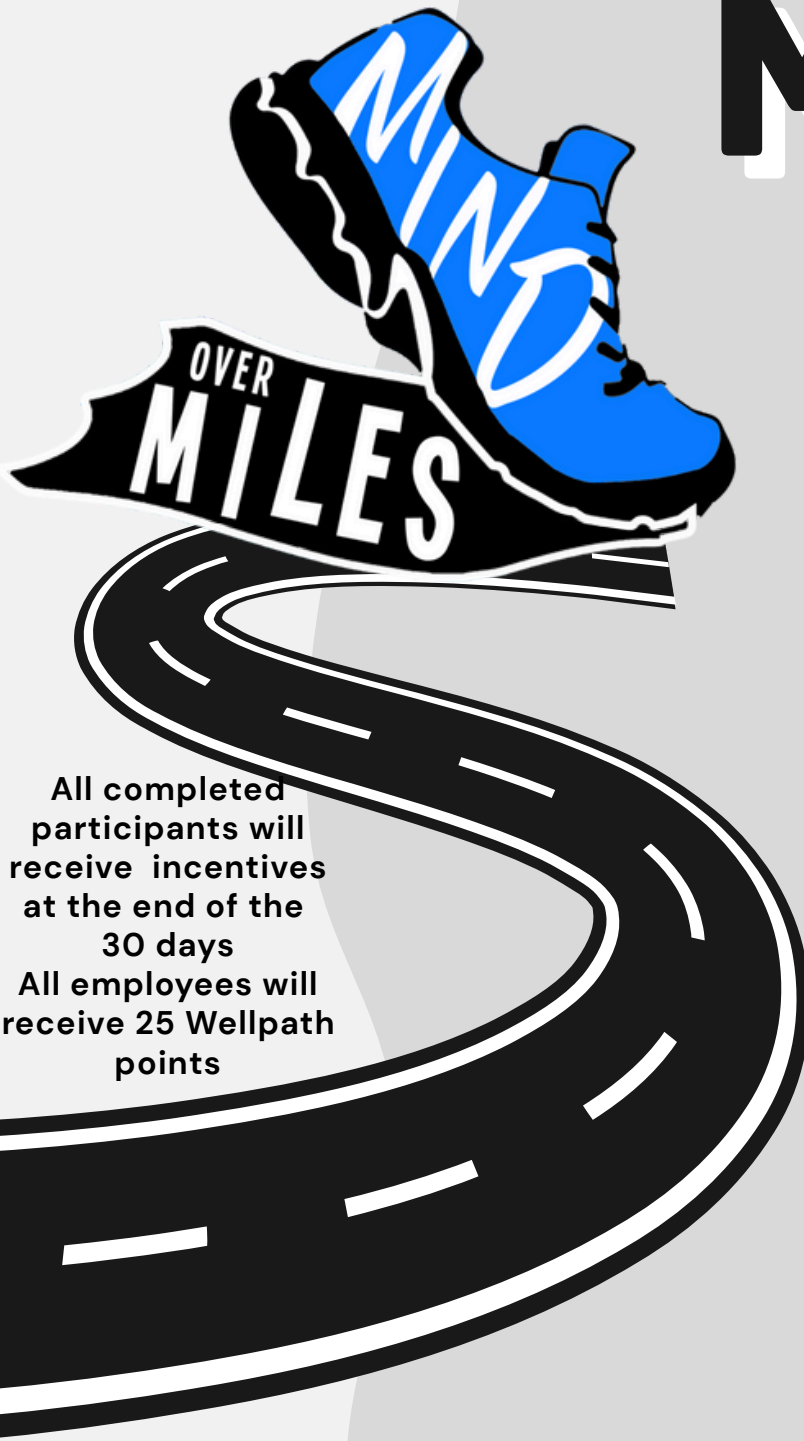 M
MIND
OVER
MILES
All completed
participants will
receive incentives
at the end of the
30 days
All employees will
receive 25 Wellpath
points